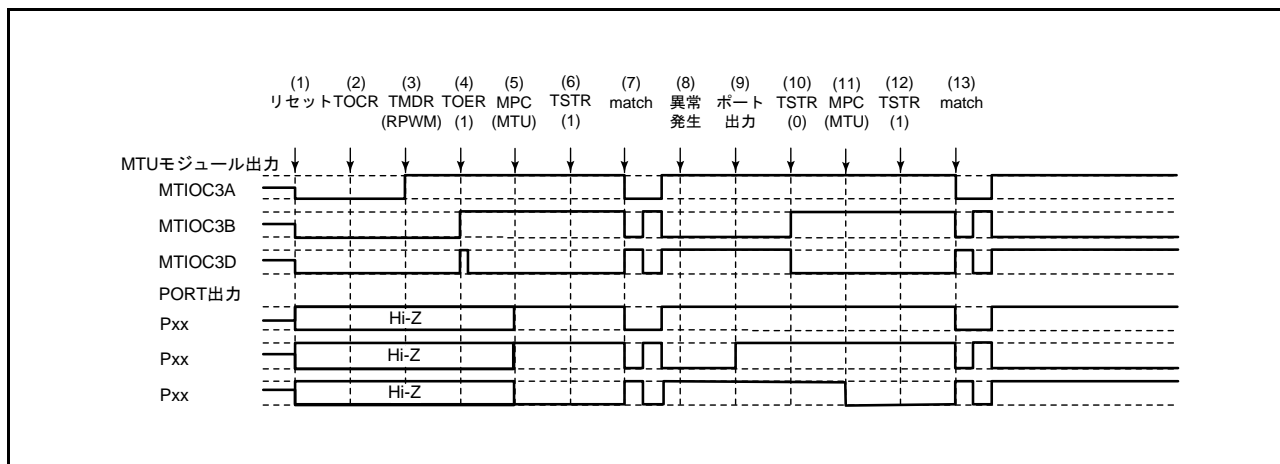 (1) (2) (3) (4) (5) (6) (7) (8) (9) (10) (11) (12) (13)
リセット TOCR TMDR TOER MPC TSTR match 異常 ポート TSTR MPC TSTR match
(RPWM) (1) (MTU) (1) 発生 出力 (0) (MTU) (1)
MTUモジュール出力
MTIOC3A
MTIOC3B
MTIOC3D
PORT出力
Pxx Hi-Z
Pxx Hi-Z
Pxx Hi-Z